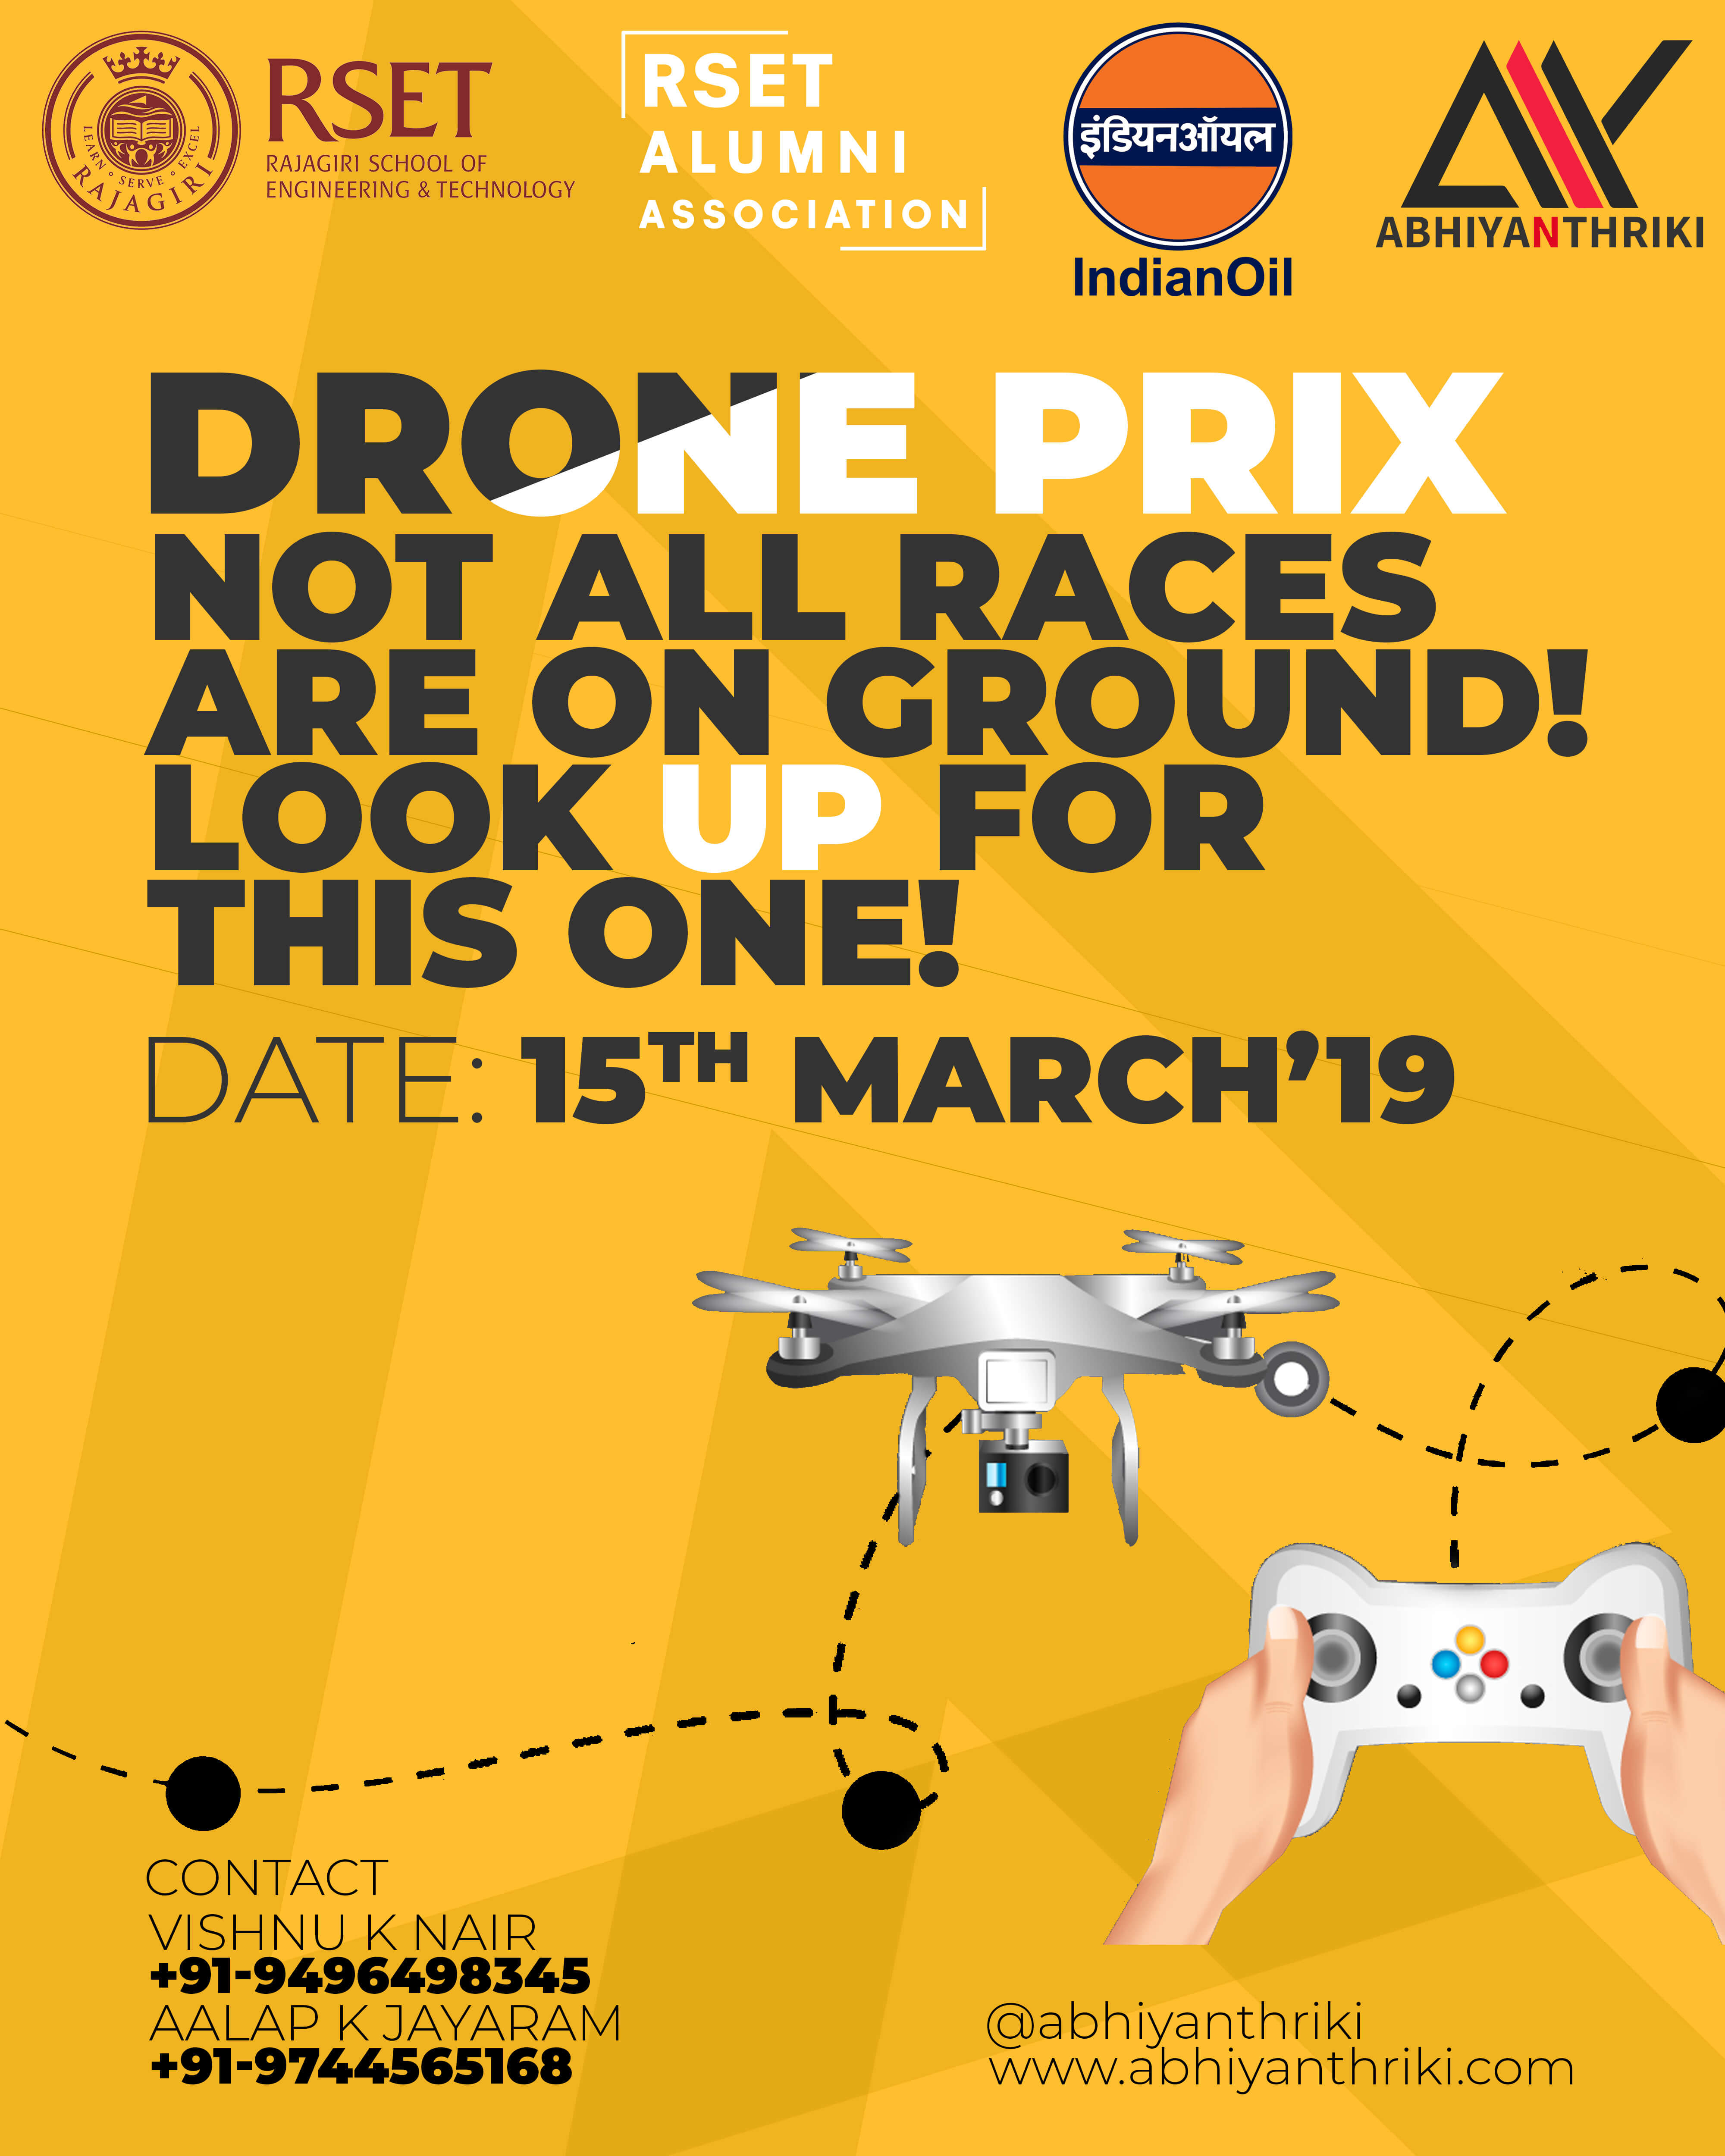 LEARN ◦ SERVE ◦ EXCEL
RAJAGIRI
RSET
RAJAGIRI SCHOOL OF
ENGINEERING & TECHNOLOGY
RSET
ALUMNI
ASSOCIATION
इंडियनऑयल
IndianOil
ABHIYANTHRIKI
DRONE PRIX
NOT ALL RACES
ARE ON GROUND!
LOOK UP FOR
THIS ONE!
DATE: 15TH MARCH’19
CONTACT
VISHNU K NAIR
+91-9496498345
AALAP K JAYARAM
+91-9744565168
@abhiyanthriki
www.abhiyanthriki.com